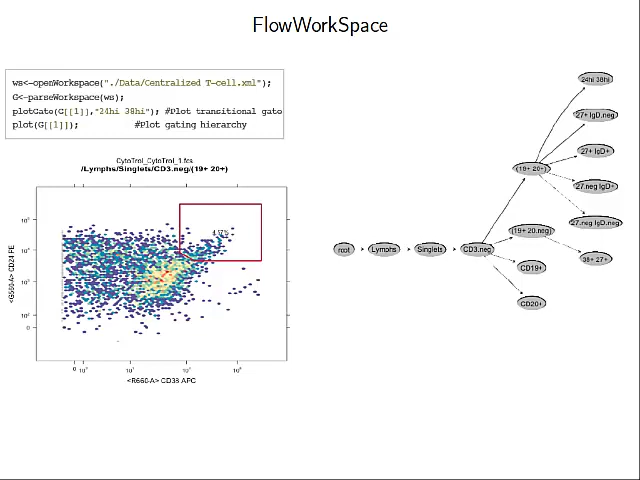 FlowWorkSpace
ws<-openWorkspace("./Data/Centralized T-cell.xml");
G<-parseWorkspace(ws);
plotGate(G[[1]],"24hi 38hi"); #Plot transitional gate
plot(G[[1]]); #Plot gating hierarchy
CytoTrol_CytoTrol_1.fcs
/Lymphs/Singlets/CD3.neg/(19+ 20+)
4.57%
<G560-A> CD24 PE
<R660-A> CD38 APC
24hi 38hi
27+ IgD.neg
27+ IgD+
(19+ 20+)
27.neg IgD+
27.neg IgD.neg
(19+ 20.neg)
root
Lymphs
Singlets
CD3.neg
38+ 27+
CD19+
CD20+